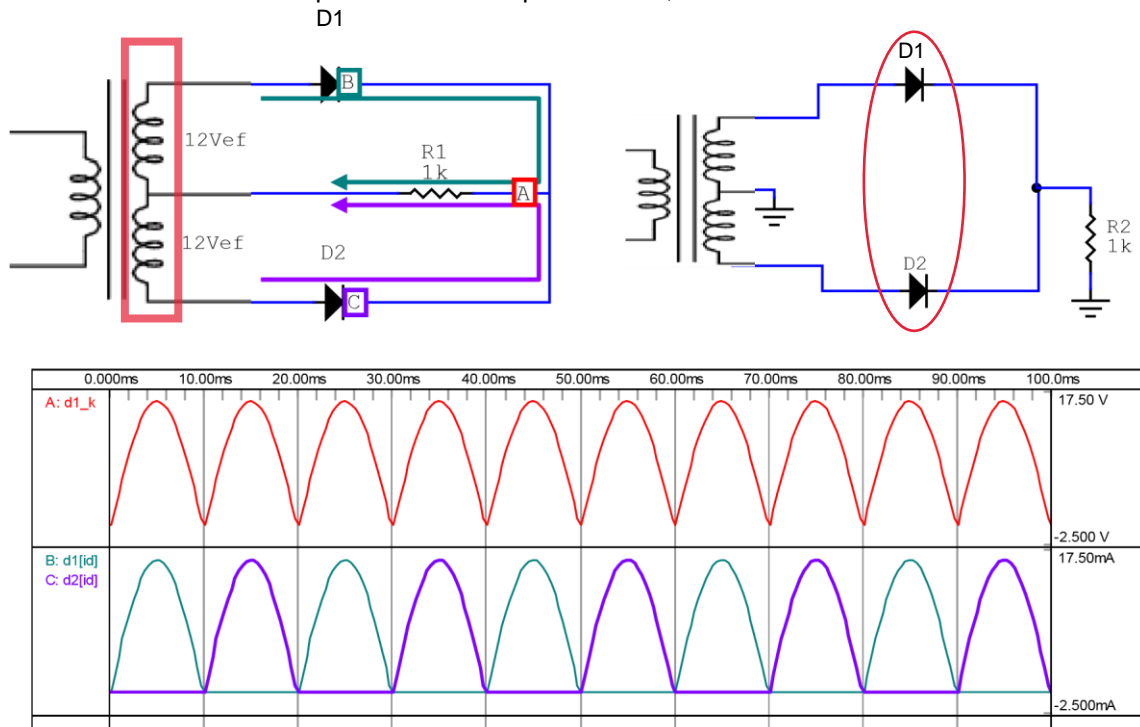 D1
B
12Vef
R1
1k
A
12Vef
D2
C
D1
D2
R2
1k
0.000ms 10.00ms 20.00ms 30.00ms 40.00ms 50.00ms 60.00ms 70.00ms 80.00ms 90.00ms 100.0ms
A: d1_k
17.50 V
-2.500 V
B: d1[id]
C: d2[id]
17.50mA
-2.500mA